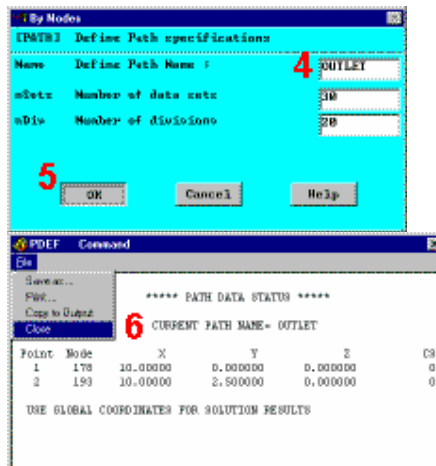 By Nodes
[PATH] Define Path specifications
Name Define Path Name : 4 OUTLET
nSets Number of data sets 30
nDiv Number of divisions 20
5
OK Cancel Help
PDEF Command
File
Save as...
Print...
Copy to Output
Close
***** PATH DATA STATUS *****
6 CURRENT PATH NAME= OUTLET
Point Node X Y Z CS
1 178 10.00000 0.000000 0.000000 0
2 193 10.00000 2.500000 0.000000 0
USE GLOBAL COORDINATES FOR SOLUTION RESULTS